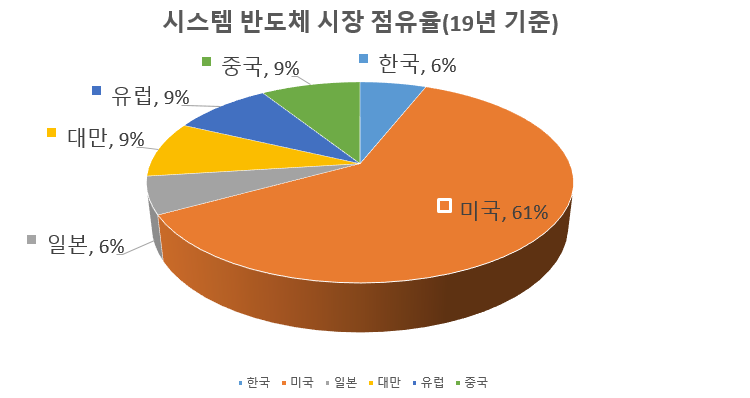 시스템 반도체 시장 점유율(19년 기준)
중국, 9%
한국, 6%
유럽, 9%
대만, 9%
미국, 61%
일본, 6%
한국 미국 일본 대만 유럽 중국